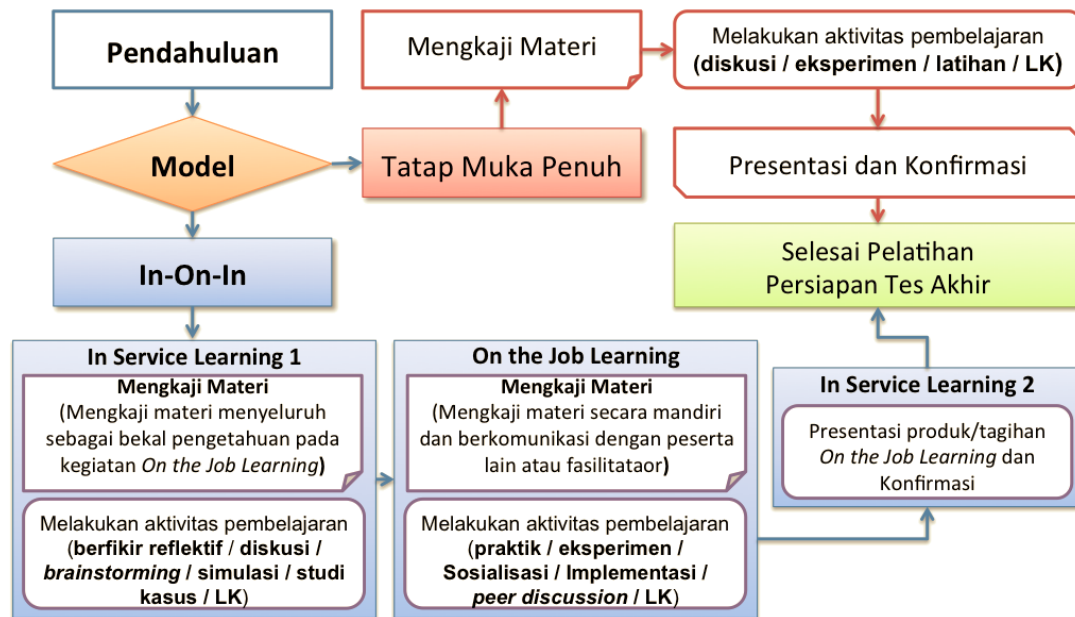 Pendahuluan
Model
Tatap Muka Penuh
Mengkaji Materi
Melakukan aktivitas pembelajaran
(diskusi / eksperimen / latihan / LK)
Presentasi dan Konfirmasi
Selesai Pelatihan
Persiapan Tes Akhir
In-On-In
In Service Learning 1
Mengkaji Materi
(Mengkaji materi menyeluruh
sebagai bekal pengetahuan pada
kegiatan On the Job Learning)
Melakukan aktivitas pembelajaran
(berfikir reflektif / diskusi /
brainstorming / simulasi / studi
kasus / LK)
On the Job Learning
Mengkaji Materi
(Mengkaji materi secara mandiri
dan berkomunikasi dengan peserta
lain atau fasilitataor)
Melakukan aktivitas pembelajaran
(praktik / eksperimen /
Sosialisasi / Implementasi /
peer discussion / LK)
In Service Learning 2
Presentasi produk/tagihan
On the Job Learning dan
Konfirmasi